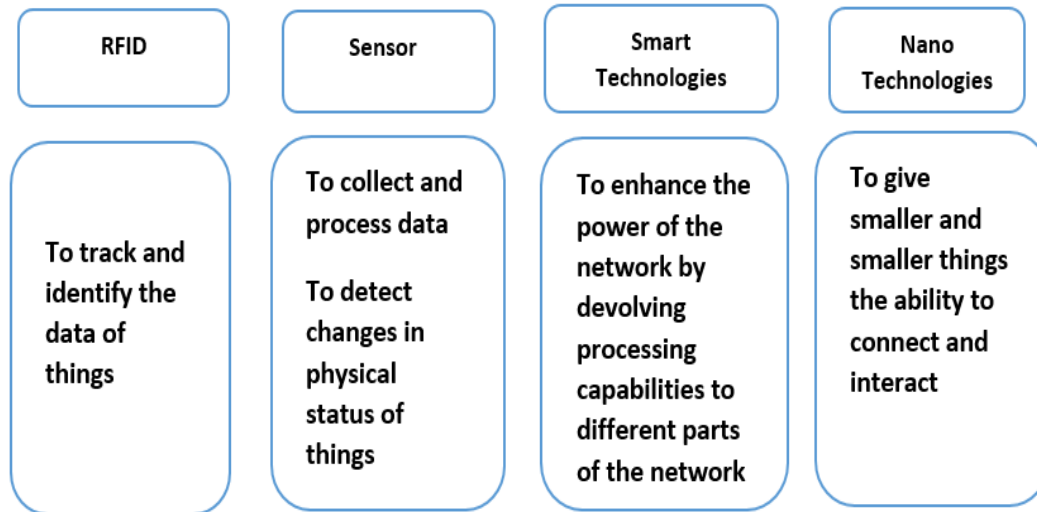 RFID
Sensor
Smart
Technologies
Nano
Technologies
To track and
identify the
data of
things
To collect and
process data
To detect
changes in
physical
status of
things
To enhance the
power of the
network by
devolving
processing
capabilities to
different parts
of the network
To give
smaller and
smaller things
the ability to
connect and
interact